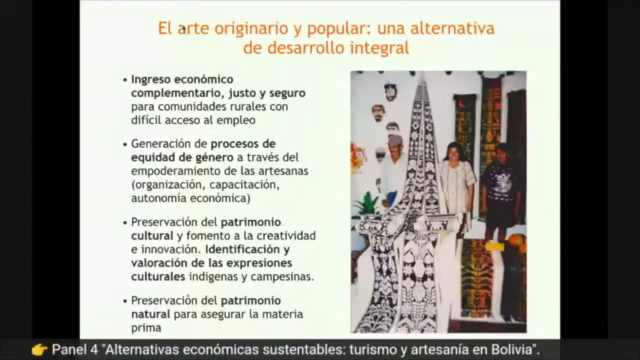 El arte originario y popular: una alternativa
de desarrollo integral
• Ingreso económico
complementario, justo y seguro
para comunidades rurales con
difícil acceso al empleo
• Generación de procesos de
equidad de género a través del
empoderamiento de las artesanas
(organización, capacitación,
autonomía económica)
• Preservación del patrimonio
cultural y fomento a la creatividad
e innovación. Identificación y
valoración de las expresiones
culturales indígenas y campesinas.
• Preservación del patrimonio
natural para asegurar la materia
prima
👉 Panel 4 "Alternativas económicas sustentables: turismo y artesanía en Bolivia".